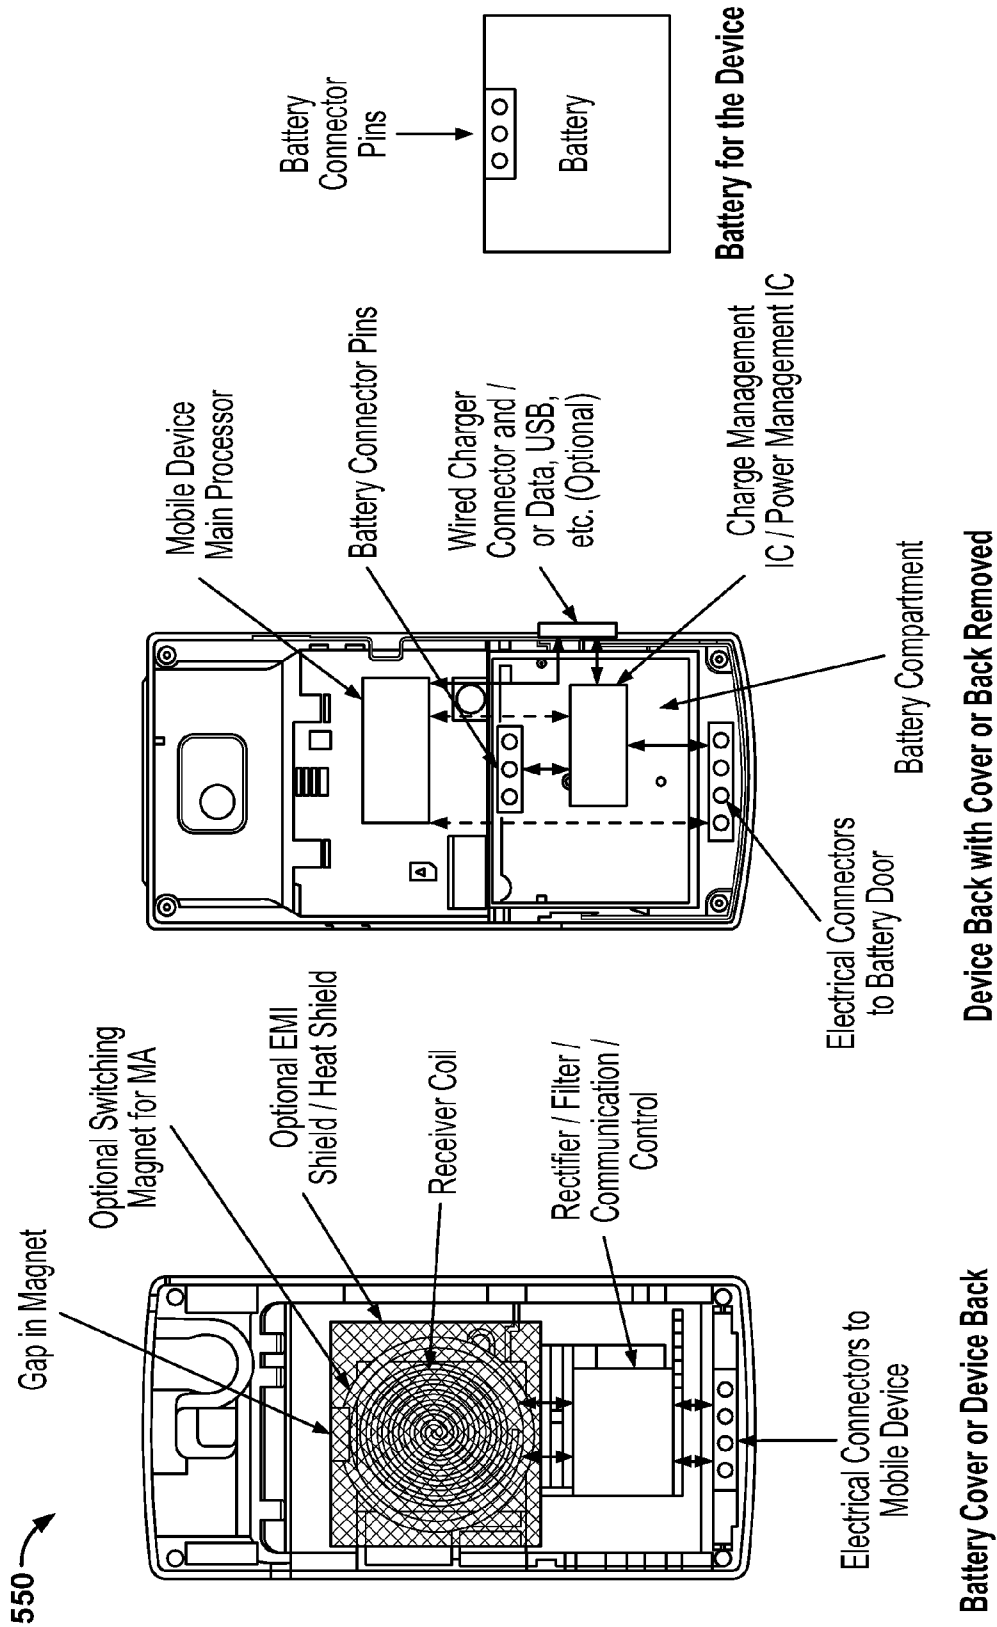 550
Gap in Magnet
Optional Switching
Magnet for MA
Optional EMI
Shield / Heat Shield
Receiver Coil
Rectifier / Filter /
Communication /
Control
Electrical Connectors to
Mobile Device
Battery Cover or Device Back
Mobile Device
Main Processor
Battery Connector Pins
Wired Charger
Connector and /
or Data, USB,
etc. (Optional)
Charge Management
IC / Power Management IC
Battery Compartment
Electrical Connectors
to Battery Door
Device Back with Cover or Back Removed
Battery
Connector
Pins
Battery
Battery for the Device